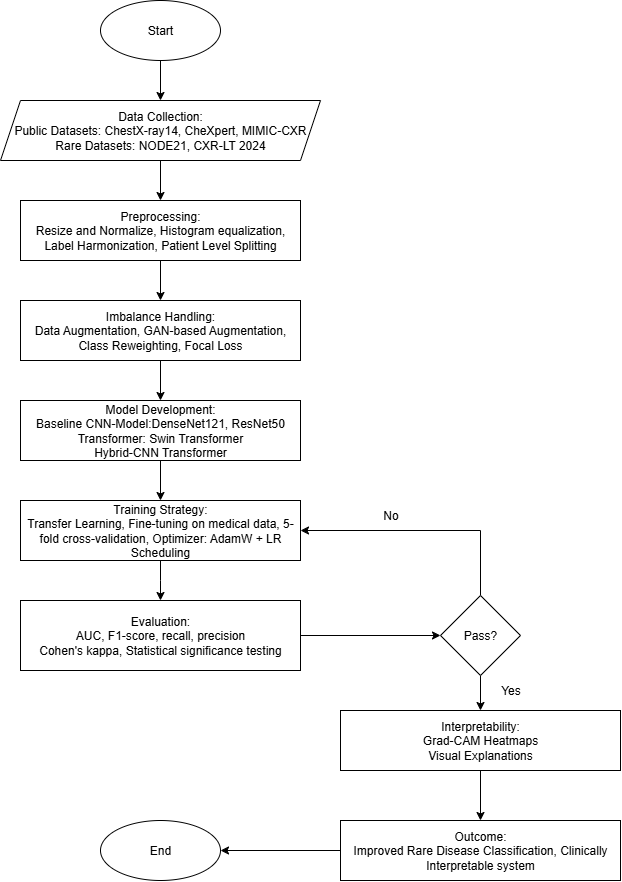 Start
Data Collection:
Public Datasets: ChestX-ray14, CheXpert, MIMIC-CXR
Rare Datasets: NODE21, CXR-LT 2024
Preprocessing:
Resize and Normalize, Histogram equalization,
Label Harmonization, Patient Level Splitting
Imbalance Handling:
Data Augmentation, GAN-based Augmentation,
Class Reweighting, Focal Loss
Model Development:
Baseline CNN-Model:DenseNet121, ResNet50
Transformer: Swin Transformer
Hybrid-CNN Transformer
Training Strategy:
Transfer Learning, Fine-tuning on medical data, 5-
fold cross-validation, Optimizer: AdamW + LR
Scheduling
No
Evaluation:
AUC, F1-score, recall, precision
Cohen's kappa, Statistical significance testing
Pass?
Yes
Interpretability:
Grad-CAM Heatmaps
Visual Explanations
Outcome:
Improved Rare Disease Classification, Clinically
Interpretable system
End